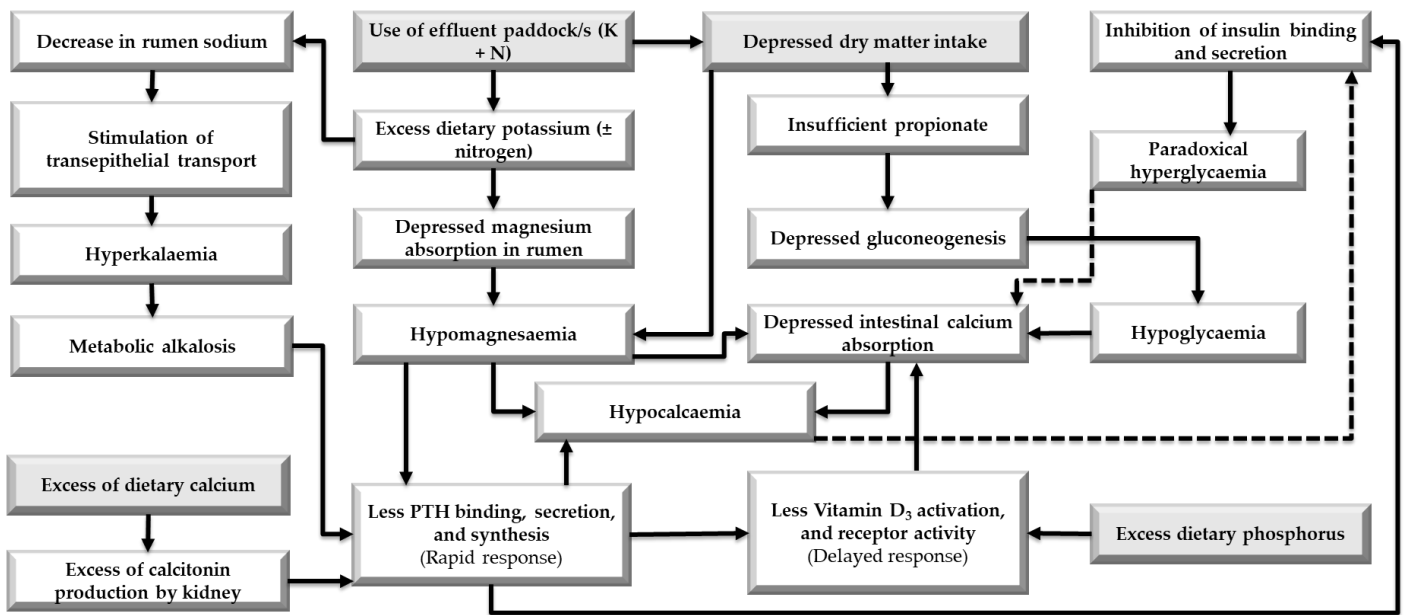 Decrease in rumen sodium
Use of effluent paddock/s (K
+ N)
Depressed dry matter intake
Inhibition of insulin binding
and secretion
Stimulation of
transepithelial transport
Excess dietary potassium (±
nitrogen)
Insufficient propionate
Paradoxical
hyperglycaemia
Hyperkalaemia
Depressed magnesium
absorption in rumen
Depressed gluconeogenesis
Metabolic alkalosis
Hypomagnesaemia
Depressed intestinal calcium
absorption
Hypoglycaemia
Hypocalcaemia
Excess of dietary calcium
Less PTH binding, secretion,
and synthesis
(Rapid response)
Less Vitamin D₃ activation,
and receptor activity
(Delayed response)
Excess dietary phosphorus
Excess of calcitonin
production by kidney